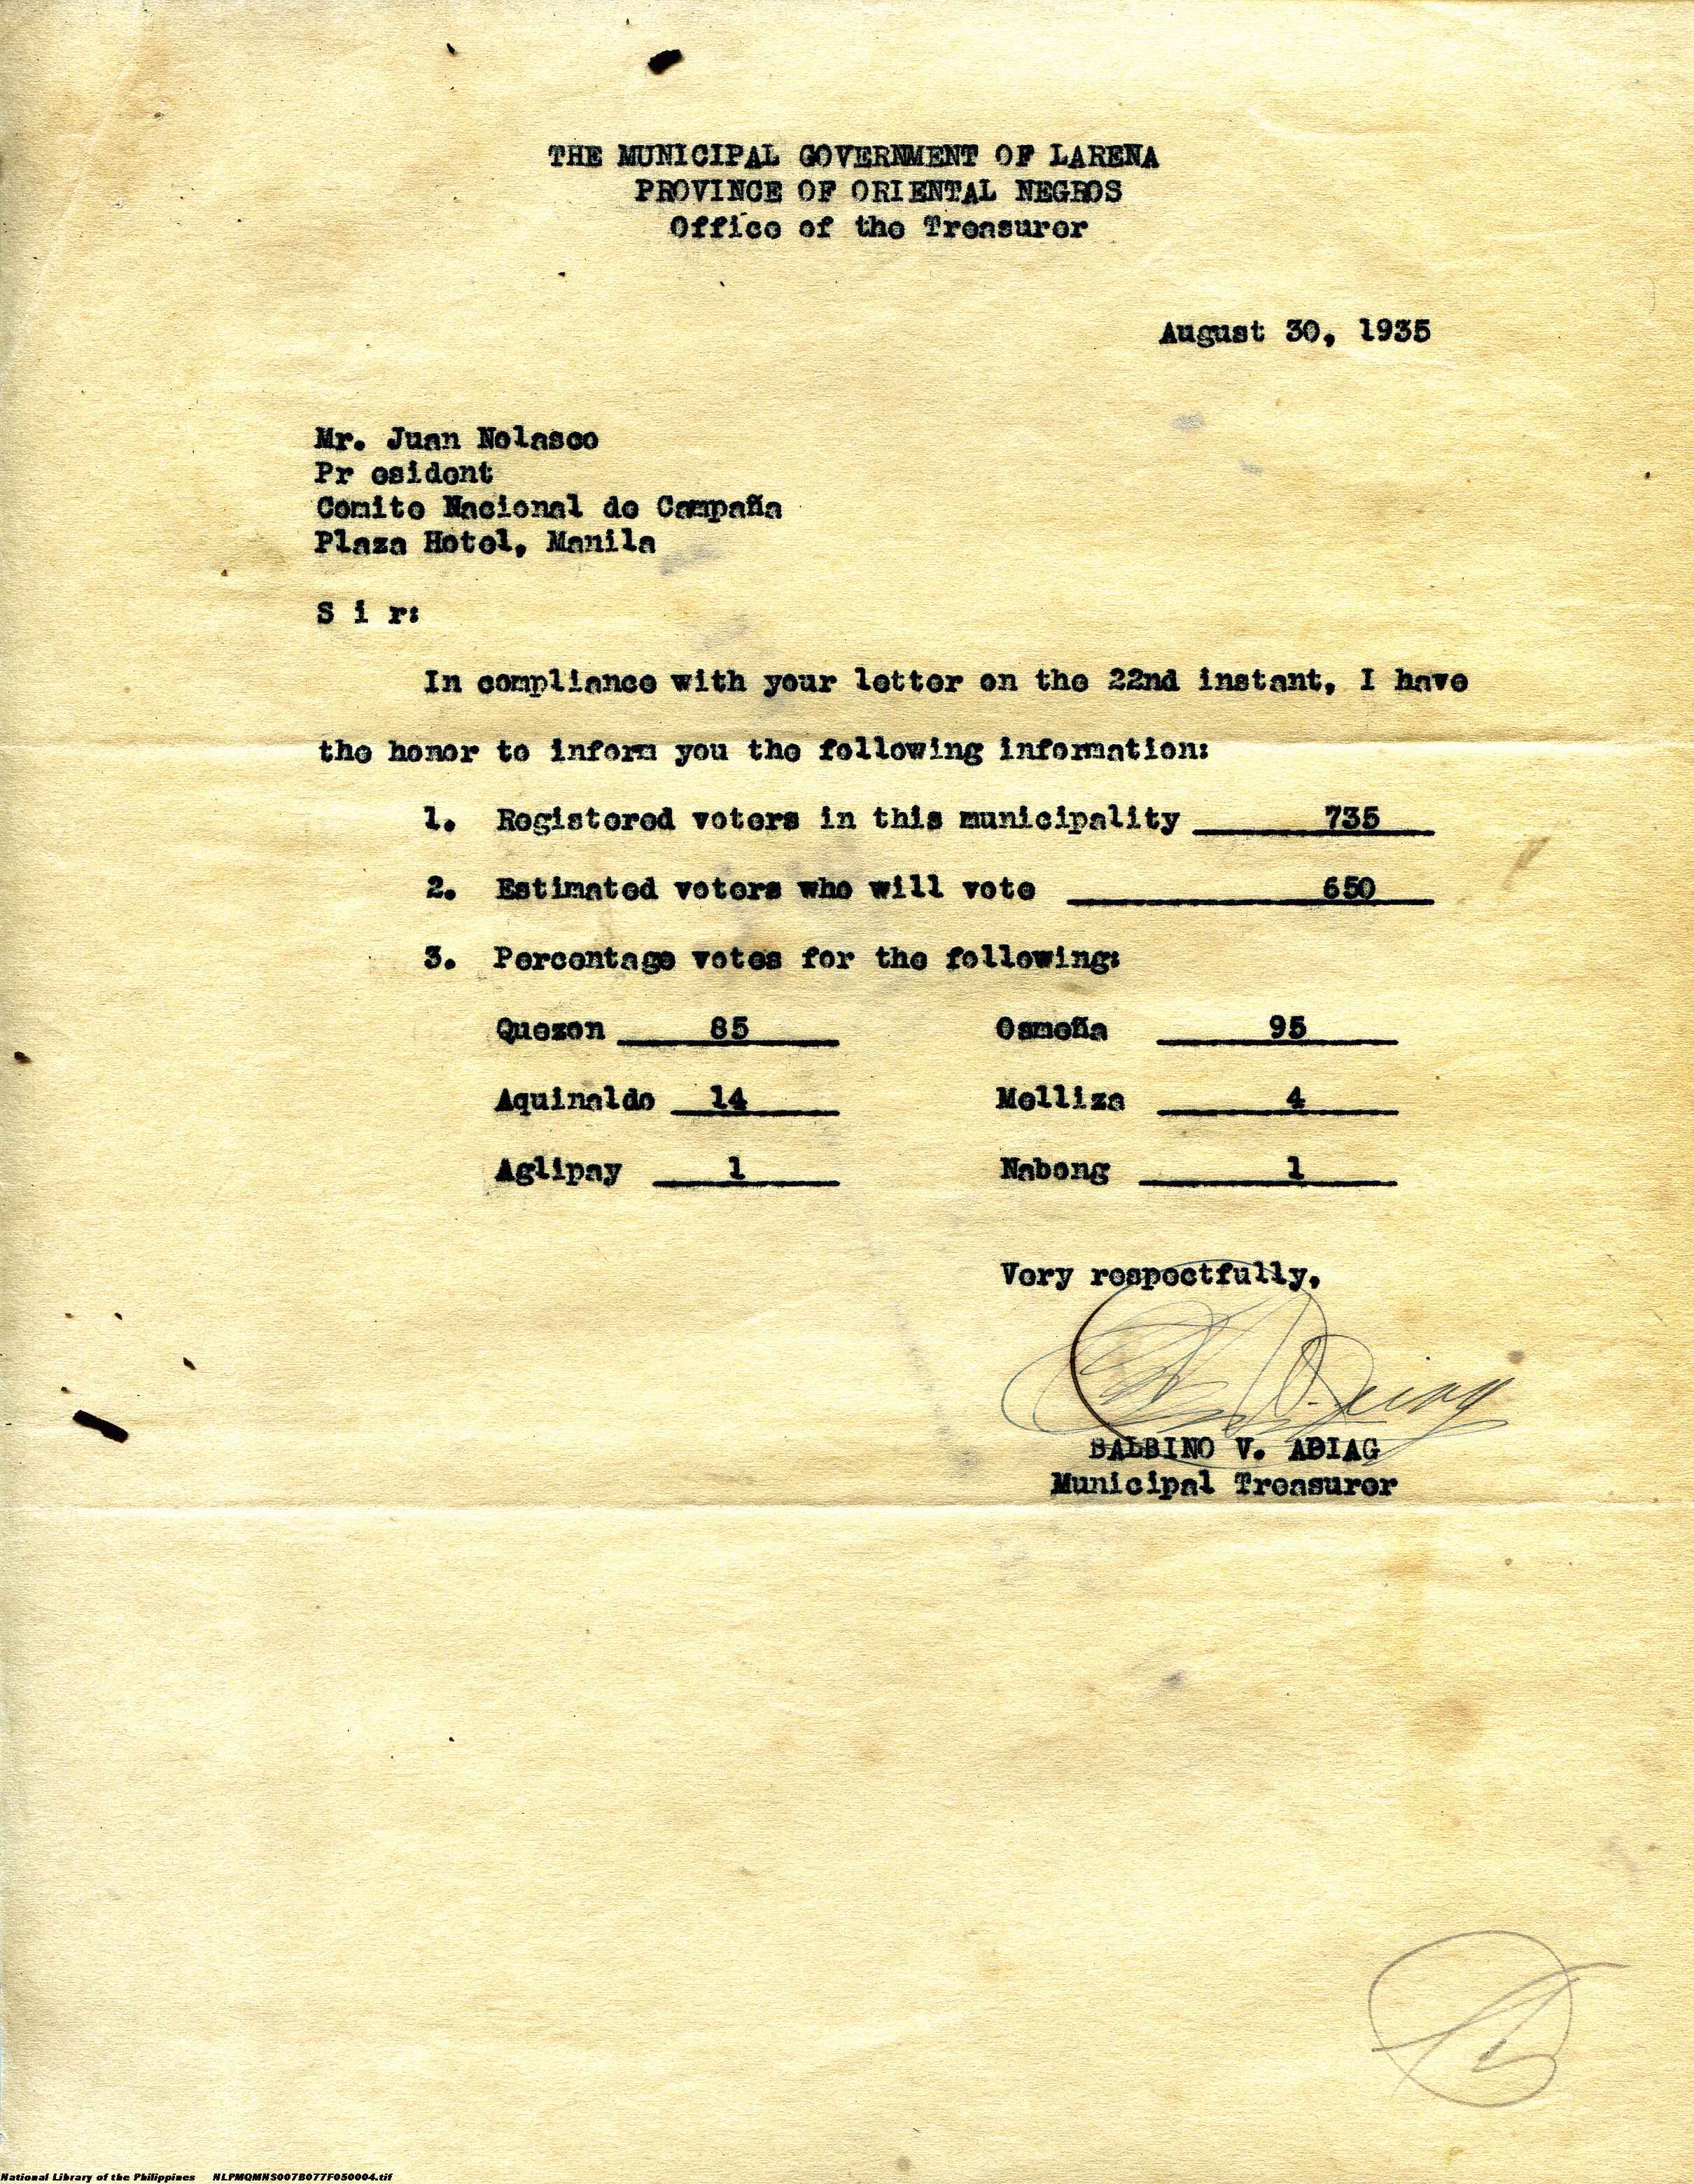 THE MUNICIPAL GOVERNMENT OF LARENA
PROVINCE OF ORIENTAL NEGROS
Office of the Treasurer
August 30, 1935
Mr. Juan Nolasco
Pr esident
Comite Nacional de Campaña
Plaza Hotel, Manila
S i r:
In compliance with your letter on the 22nd instant, I have
the honor to inform you the following information:
1. Registered voters in this municipality 735
2. Estimated voters who will vote 650
3. Percentage votes for the following:
Quezon 85 Osmeña 95
Aquinaldo 14 Melliza 4
Aglipay 1 Nabong 1
Very respectfully,
BALBINO V. ABIAG
Municipal Treasurer
National Library of the Philippines NLPMQMNS007B077F050004.tif